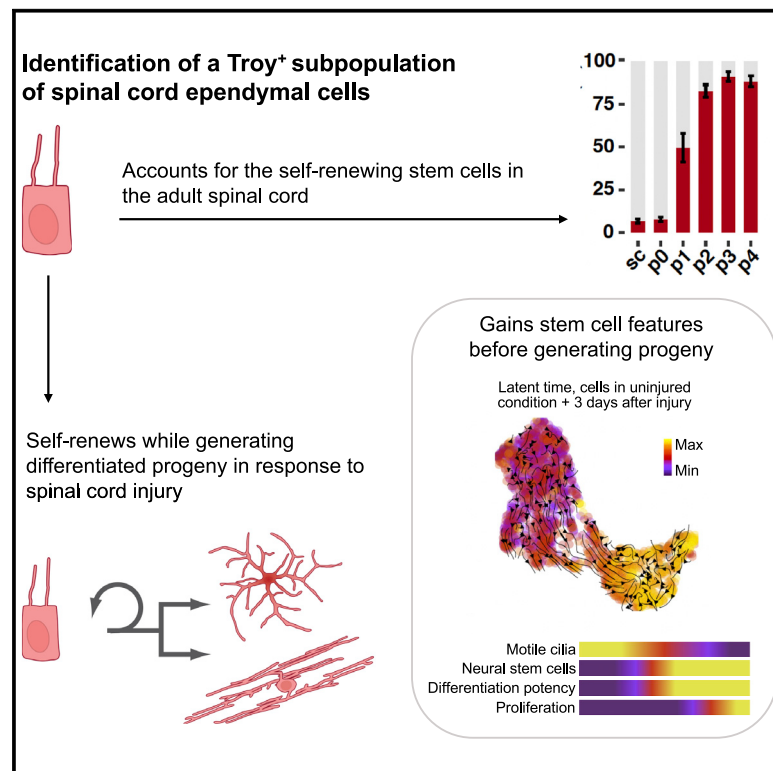 Identification of a Troy⁺ subpopulation
of spinal cord ependymal cells
Accounts for the self-renewing stem cells in
the adult spinal cord
100
75
50
25
0
sc
p0
p1
p2
p3
p4
Self-renews while generating
differentiated progeny in response to
spinal cord injury
Gains stem cell features
before generating progeny
Latent time, cells in uninjured
condition + 3 days after injury
Max
Min
Motile cilia
Neural stem cells
Differentiation potency
Proliferation